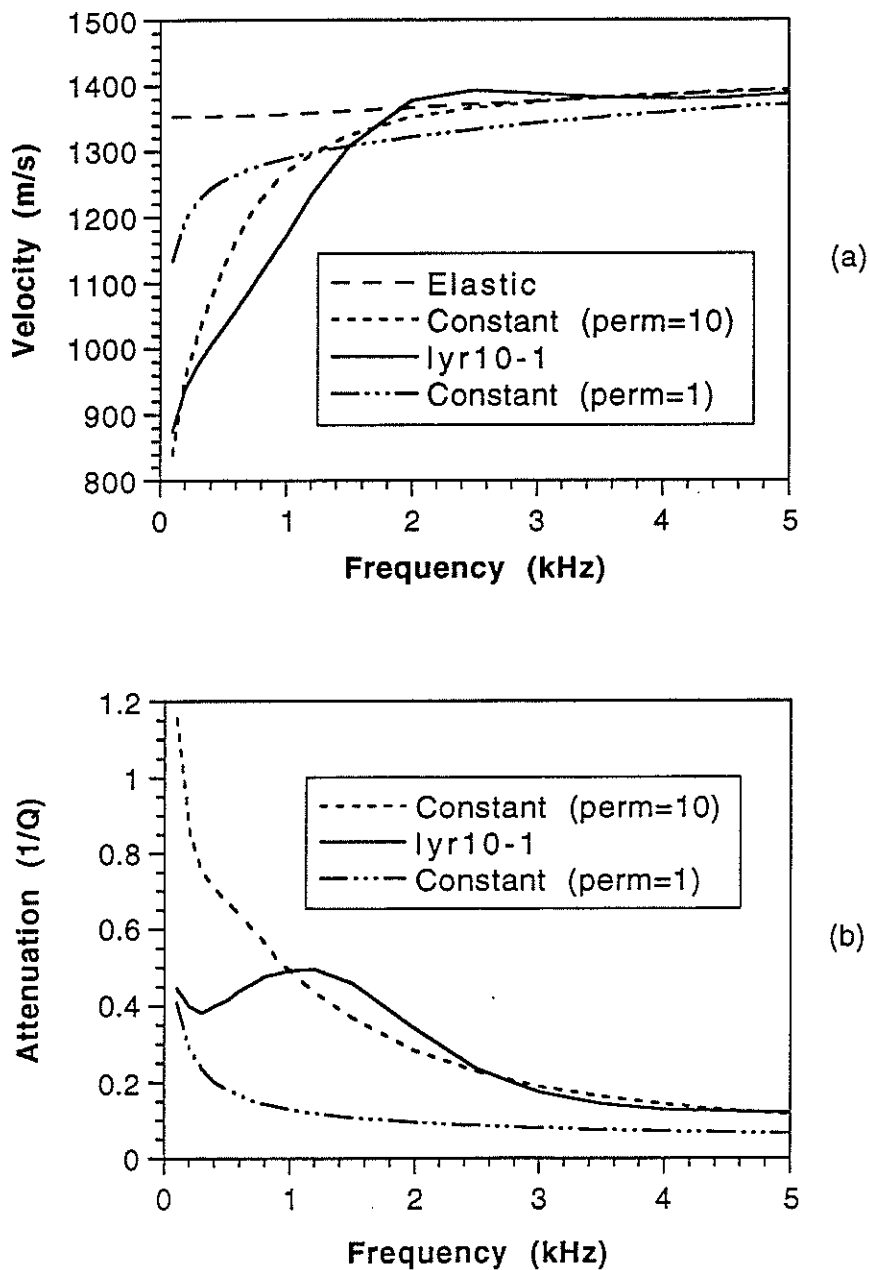 1500
1400
1300
1200
1100
1000
900
800
Velocity (m/s)
Elastic
Constant (perm=10)
lyr10-1
Constant (perm=1)
0 1 2 3 4 5
Frequency (kHz)
(a)
1.2
1
0.8
0.6
0.4
0.2
0
Attenuation (1/Q)
Constant (perm=10)
lyr10-1
Constant (perm=1)
0 1 2 3 4 5
Frequency (kHz)
(b)